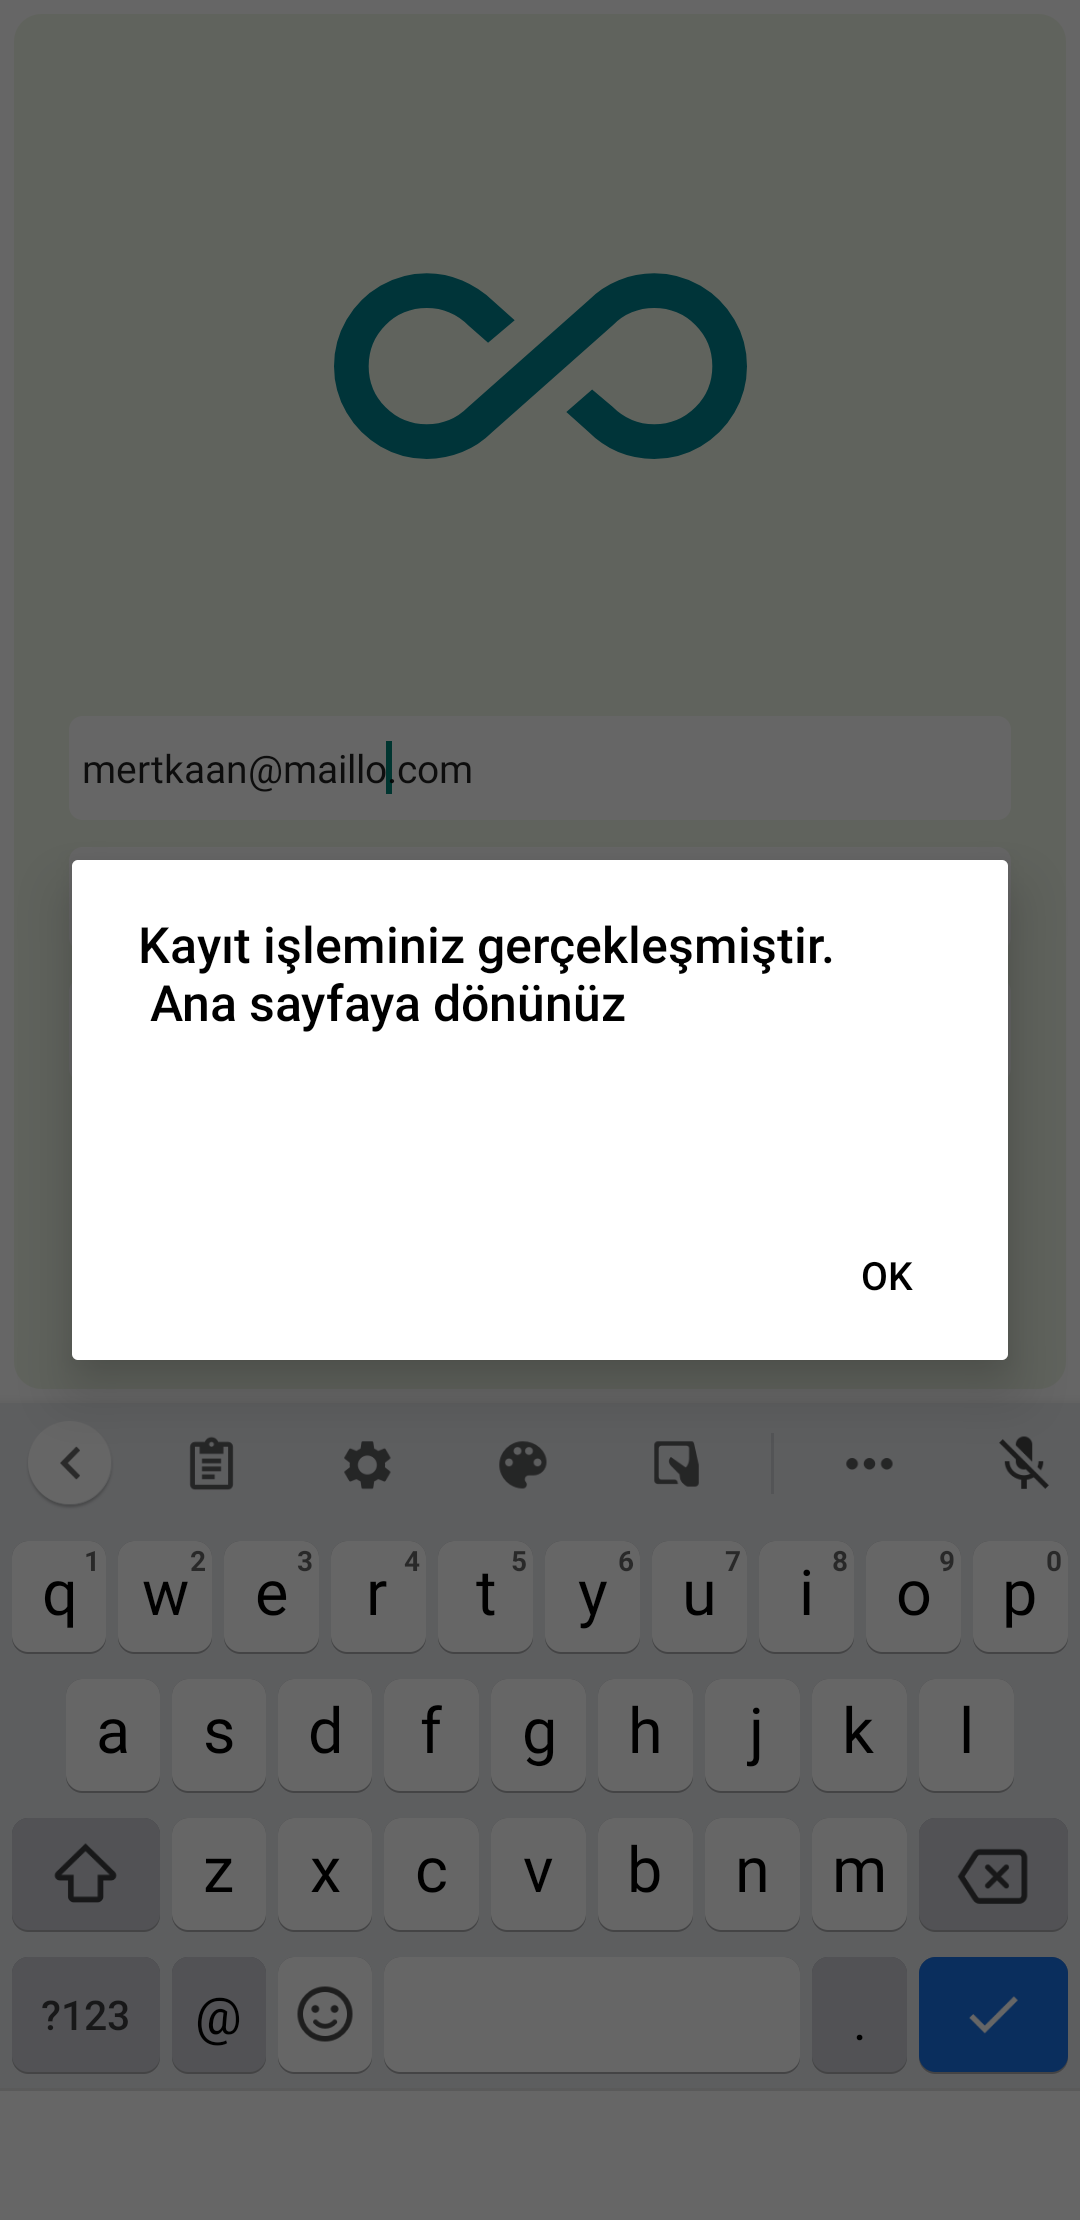 mertkaan@maillo.com
Kayıt işleminiz gerçekleşmiştir.
Ana sayfaya dönünüz
OK
1 2 3 4 5 6 7 8 9 0
q w e r t y u i o p
a s d f g h j k l
z x c v b n m
?123 @ .